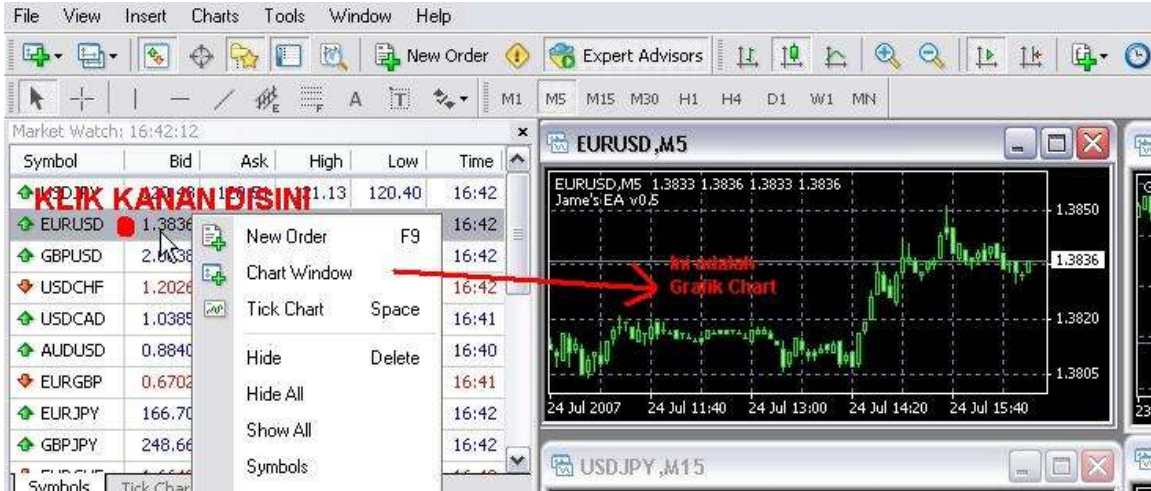 File View Insert Charts Tools Window Help
New Order Expert Advisors
A T M1 M5 M15 M30 H1 H4 D1 W1 MN
Market Watch: 16:42:12
Symbol Bid Ask High Low Time
120.40 16:42
KLIK KANAN DISINI
EURUSD 1.3836 16:42
GBPUSD 16:42
USDCHF 1.2026 16:42
USDCAD 1.0385 16:41
AUDUSD 0.8840 16:40
EURGBP 0.6702 16:41
EURJPY 166.70 16:42
GBPJPY 248.66 16:42
Symbols Tick Char
New Order F9
Chart Window
Tick Chart Space
Hide Delete
Hide All
Show All
Symbols
EURUSD,M5
EURUSD,M5 1.3833 1.3836 1.3833 1.3836
Jame's EA v0.5
Ini adalah
Grafik Chart
1.3850
1.3836
1.3820
1.3805
24 Jul 2007 24 Jul 11:40 24 Jul 13:00 24 Jul 14:20 24 Jul 15:40
USDJPY,M15